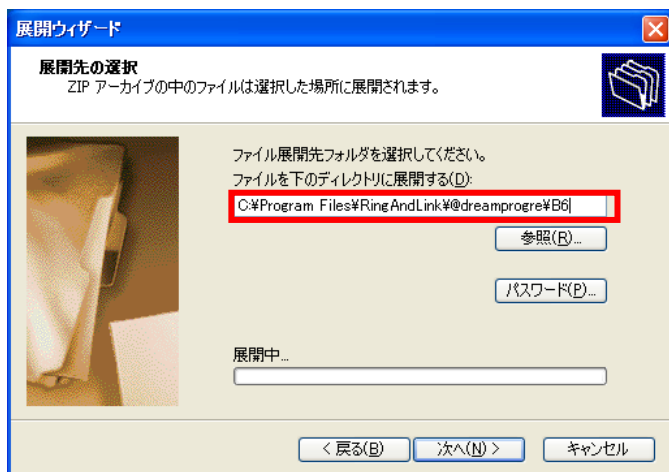 展開ウィザード
展開先の選択
ZIP アーカイブの中のファイルは選択した場所に展開されます。
ファイル展開先フォルダを選択してください。
ファイルを下のディレクトリに展開する(D):
C:¥Program Files¥RingAndLink¥@dreamprogre¥B6
参照(R)...
パスワード(P)...
展開中...
< 戻る(B)
次へ(N) >
キャンセル